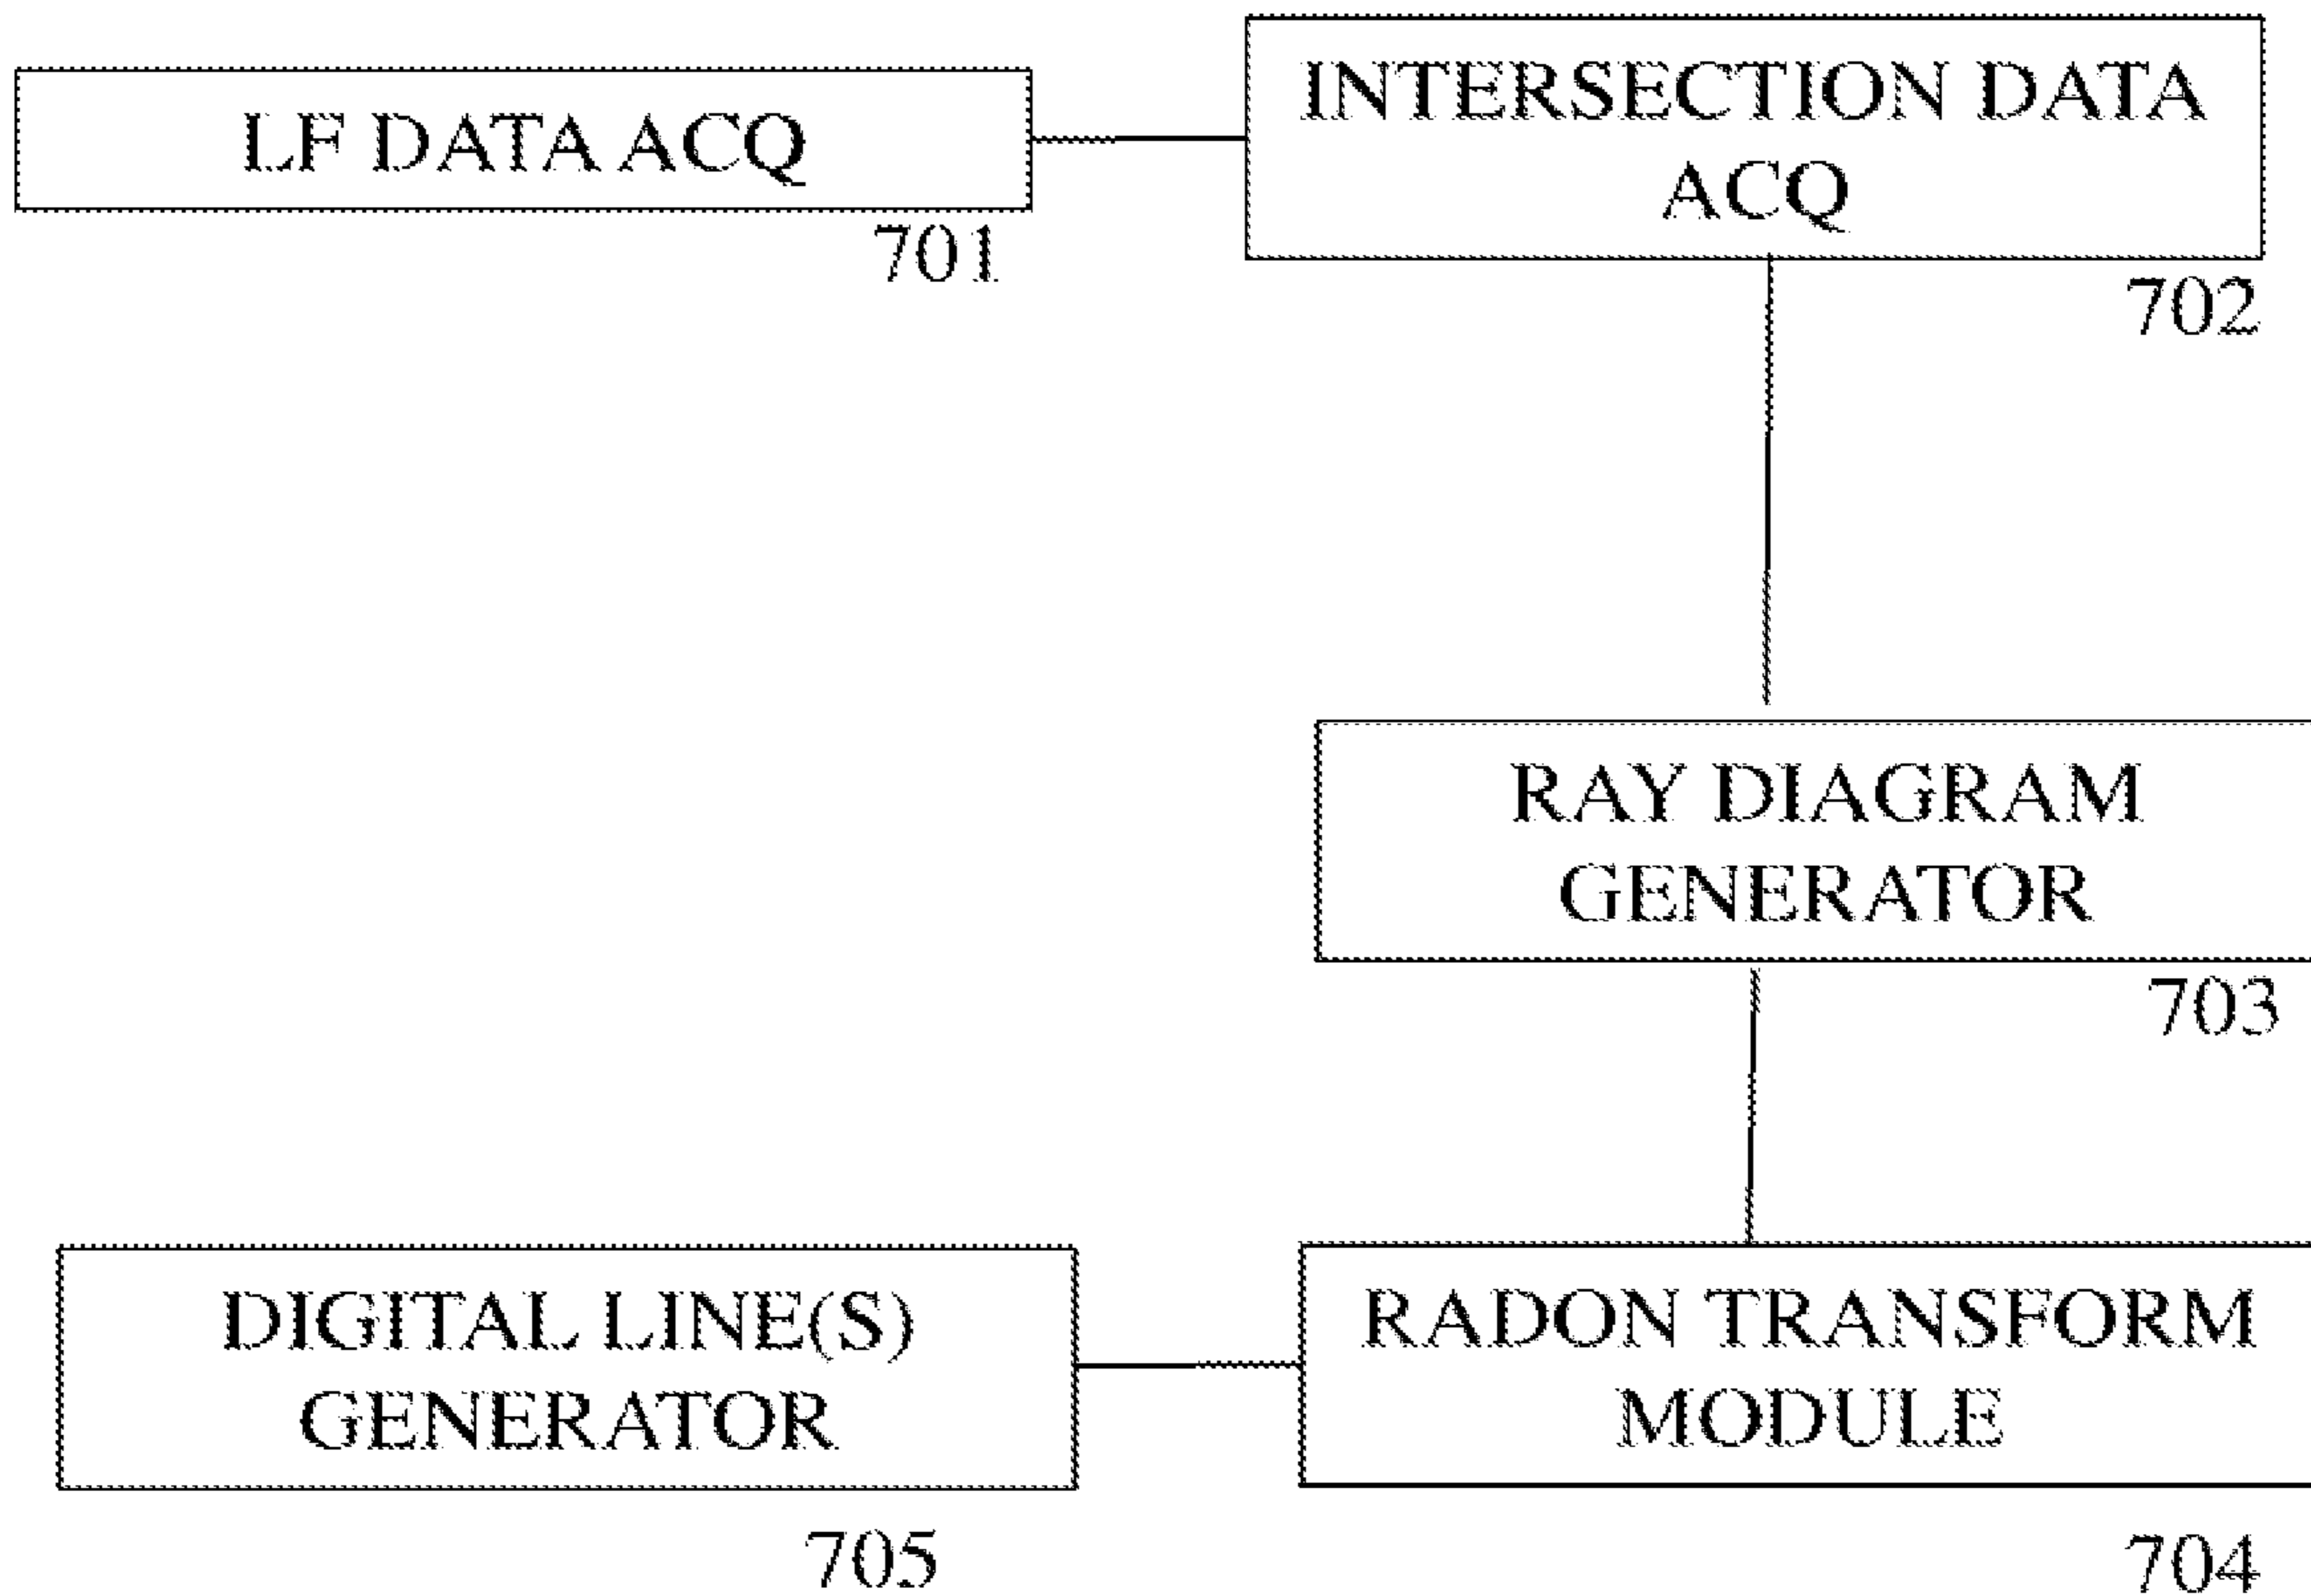 LF DATA ACQ
701
INTERSECTION DATA
ACQ
702
RAY DIAGRAM
GENERATOR
703
RADON TRANSFORM
MODULE
704
DIGITAL LINE(S)
GENERATOR
705